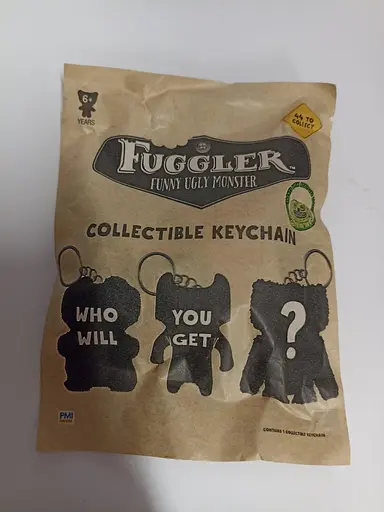 6+
YEARS
44 TO
COLLECT
FUGGLER™
FUNNY UGLY MONSTER
COLLECTIBLE KEYCHAIN
WHO
WILL
YOU
GET
?
PMI
CONTAINS 1 COLLECTIBLE KEYCHAIN